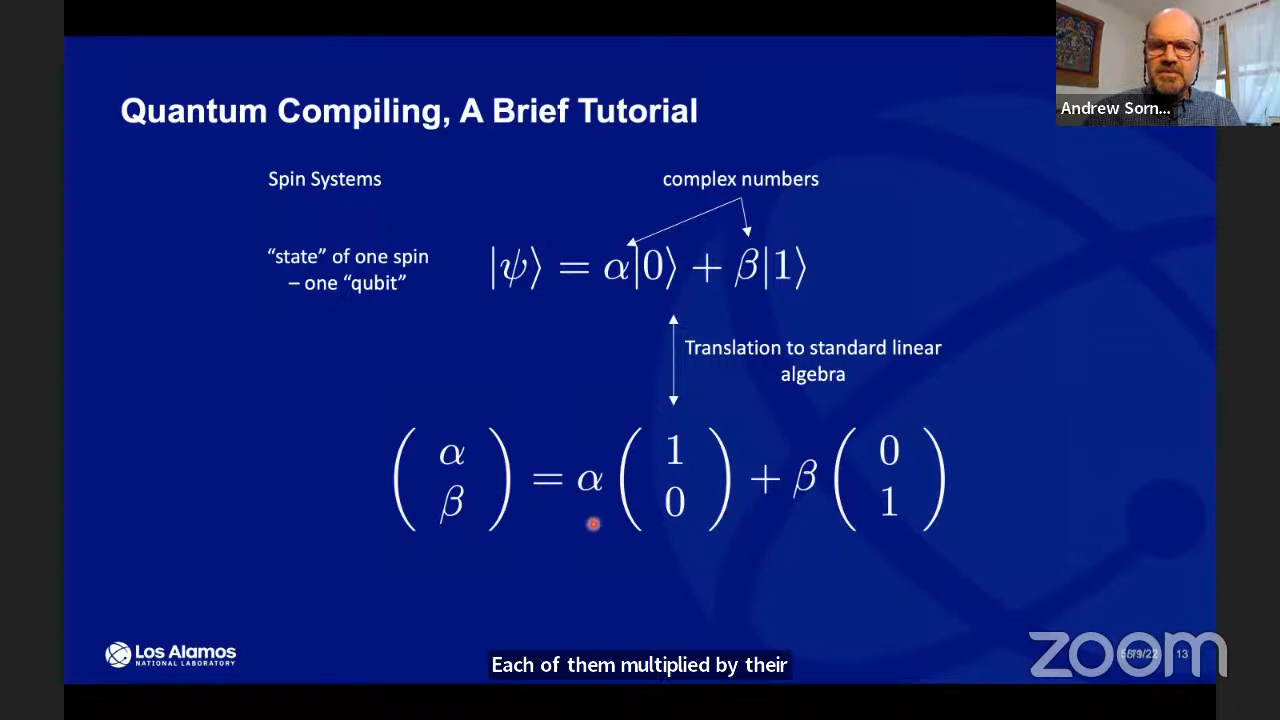 Quantum Compiling, A Brief Tutorial
Andrew Sorn...
Spin Systems
complex numbers
“state” of one spin
– one “qubit”
|ψ⟩ = α|0⟩ + β|1⟩
Translation to standard linear
algebra
( α β ) = α ( 1 0 ) + β ( 0 1 )
Los Alamos
NATIONAL LABORATORY
Each of them multiplied by their
zoom
13